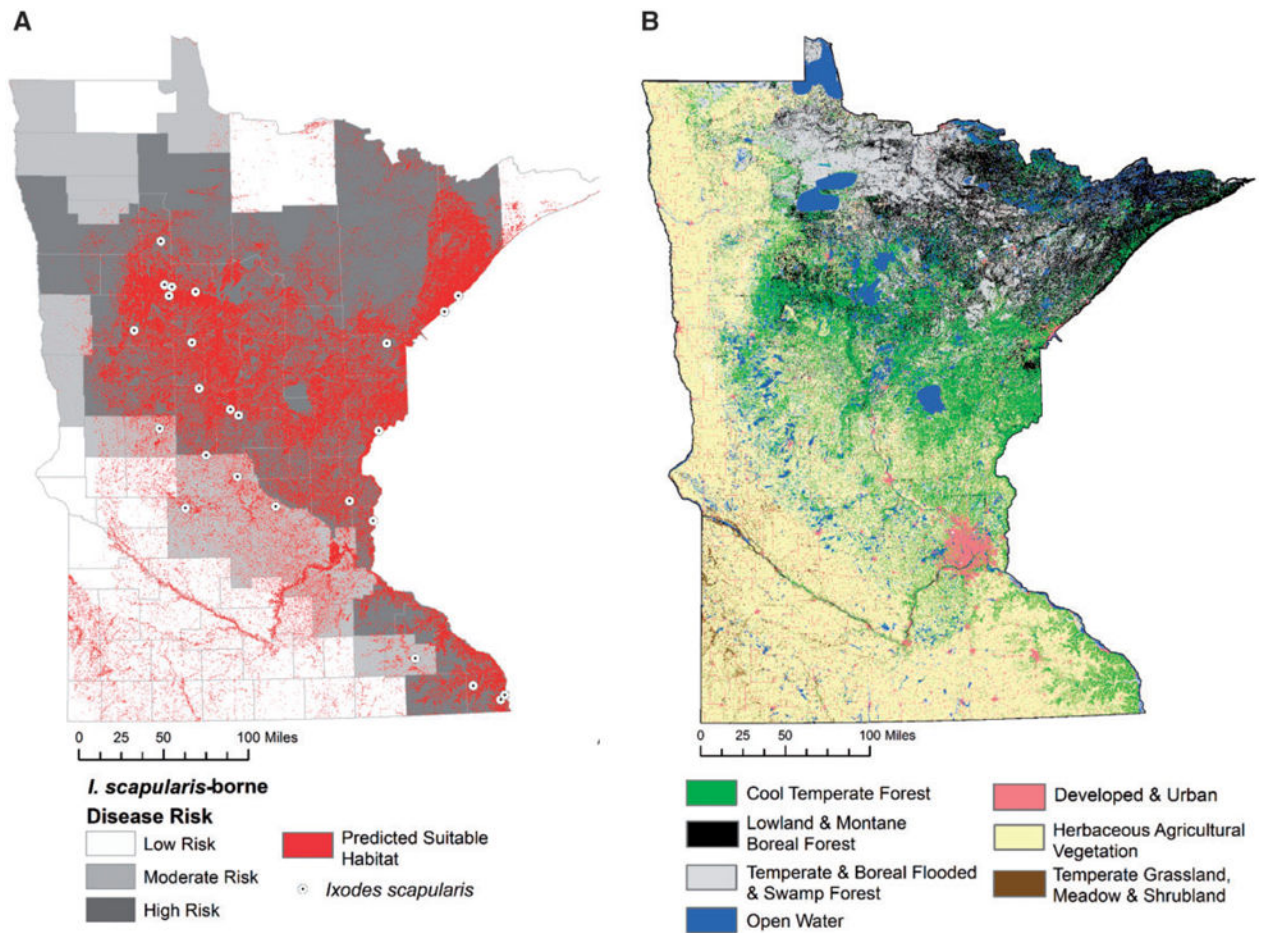 A
0 25 50 100 Miles
I. scapularis-borne
Disease Risk
Low Risk
Moderate Risk
High Risk
Predicted Suitable
Habitat
Ixodes scapularis
B
0 25 50 100 Miles
Cool Temperate Forest
Lowland & Montane
Boreal Forest
Temperate & Boreal Flooded
& Swamp Forest
Open Water
Developed & Urban
Herbaceous Agricultural
Vegetation
Temperate Grassland,
Meadow & Shrubland